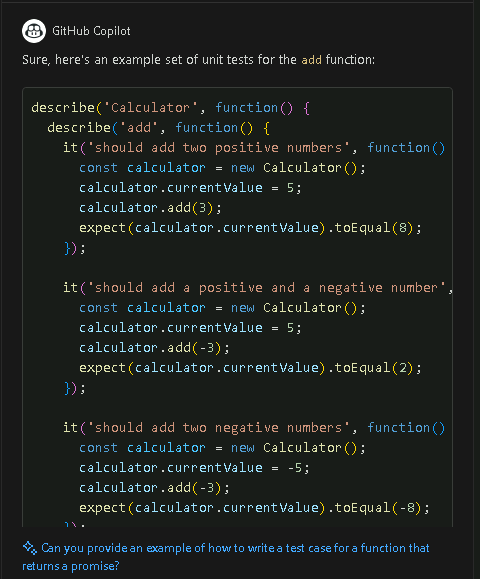 GitHub Copilot
Sure, here's an example set of unit tests for the add function:
describe('Calculator', function() {
  describe('add', function() {
    it('should add two positive numbers', function()
      const calculator = new Calculator();
      calculator.currentValue = 5;
      calculator.add(3);
      expect(calculator.currentValue).toEqual(8);
    });

    it('should add a positive and a negative number',
      const calculator = new Calculator();
      calculator.currentValue = 5;
      calculator.add(-3);
      expect(calculator.currentValue).toEqual(2);
    });

    it('should add two negative numbers', function()
      const calculator = new Calculator();
      calculator.currentValue = -5;
      calculator.add(-3);
      expect(calculator.currentValue).toEqual(-8);
    });
Can you provide an example of how to write a test case for a function that
returns a promise?